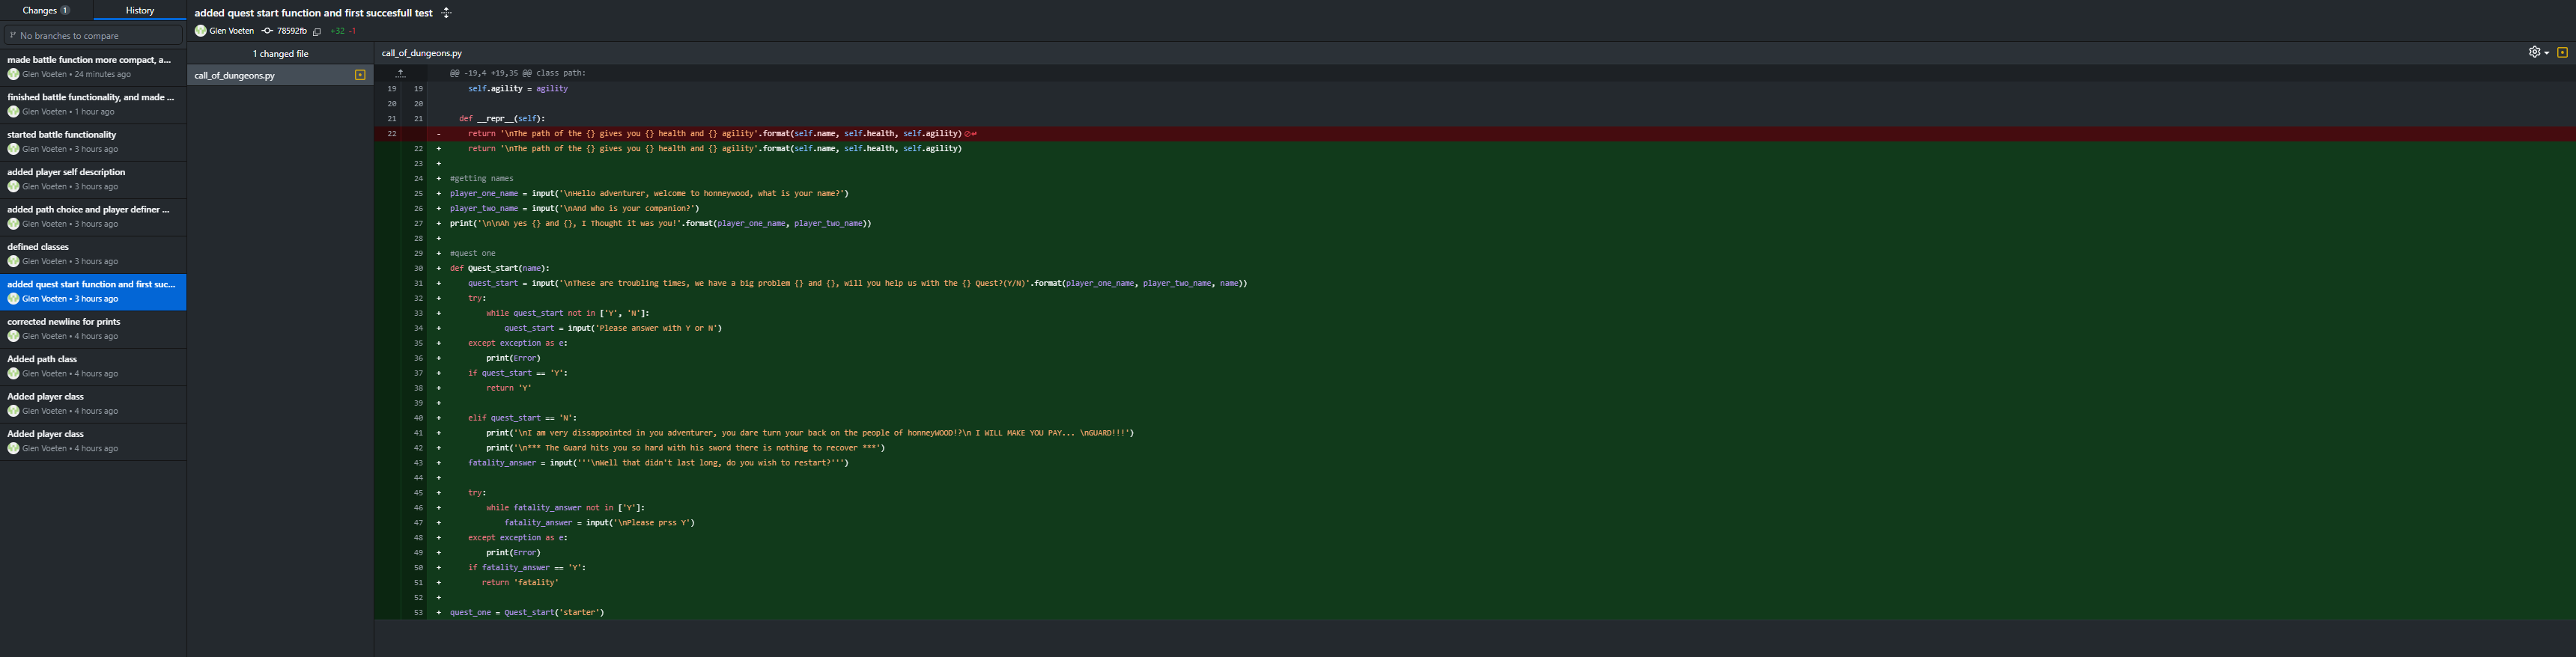 Changes 1
History
No branches to compare
made battle function more compact, a...
Glen Voeten • 24 minutes ago
finished battle functionality, and made ...
Glen Voeten • 1 hour ago
started battle functionality
Glen Voeten • 3 hours ago
added player self description
Glen Voeten • 3 hours ago
added path choice and player definer ...
Glen Voeten • 3 hours ago
defined classes
Glen Voeten • 3 hours ago
added quest start function and first suc...
Glen Voeten • 3 hours ago
corrected newline for prints
Glen Voeten • 4 hours ago
Added path class
Glen Voeten • 4 hours ago
Added player class
Glen Voeten • 4 hours ago
Added player class
Glen Voeten • 4 hours ago
added quest start function and first succesfull test
Glen Voeten 78592fb +32 -1
1 changed file
call_of_dungeons.py
call_of_dungeons.py
@@ -19,4 +19,35 @@ class path:
19 19 self.agility = agility
20 20
21 21 def __repr__(self):
22 - return '\nThe path of the {} gives you {} health and {} agility'.format(self.name, self.health, self.agility)
22 + return '\nThe path of the {} gives you {} health and {} agility'.format(self.name, self.health, self.agility)
23 +
24 + #getting names
25 + player_one_name = input('\nHello adventurer, welcome to honneywood, what is your name?')
26 + player_two_name = input('\nAnd who is your companion?')
27 + print('\n\nAh yes {} and {}, I Thought it was you!'.format(player_one_name, player_two_name))
28 +
29 + #quest one
30 + def Quest_start(name):
31 + quest_start = input('\nThese are troubling times, we have a big problem {} and {}, will you help us with the {} Quest?(Y/N)'.format(player_one_name, player_two_name, name))
32 + try:
33 + while quest_start not in ['Y', 'N']:
34 + quest_start = input('Please answer with Y or N')
35 + except exception as e:
36 + print(Error)
37 + if quest_start == 'Y':
38 + return 'Y'
39 +
40 + elif quest_start == 'N':
41 + print('\nI am very dissappointed in you adventurer, you dare turn your back on the people of honneyWOOD!?\n I WILL MAKE YOU PAY... \nGUARD!!!')
42 + print('\n*** The Guard hits you so hard with his sword there is nothing to recover ***')
43 + fatality_answer = input('''\nWell that didn't last long, do you wish to restart?''')
44 +
45 + try:
46 + while fatality_answer not in ['Y']:
47 + fatality_answer = input('\nPlease prss Y')
48 + except exception as e:
49 + print(Error)
50 + if fatality_answer == 'Y':
51 + return 'fatality'
52 +
53 + quest_one = Quest_start('starter')